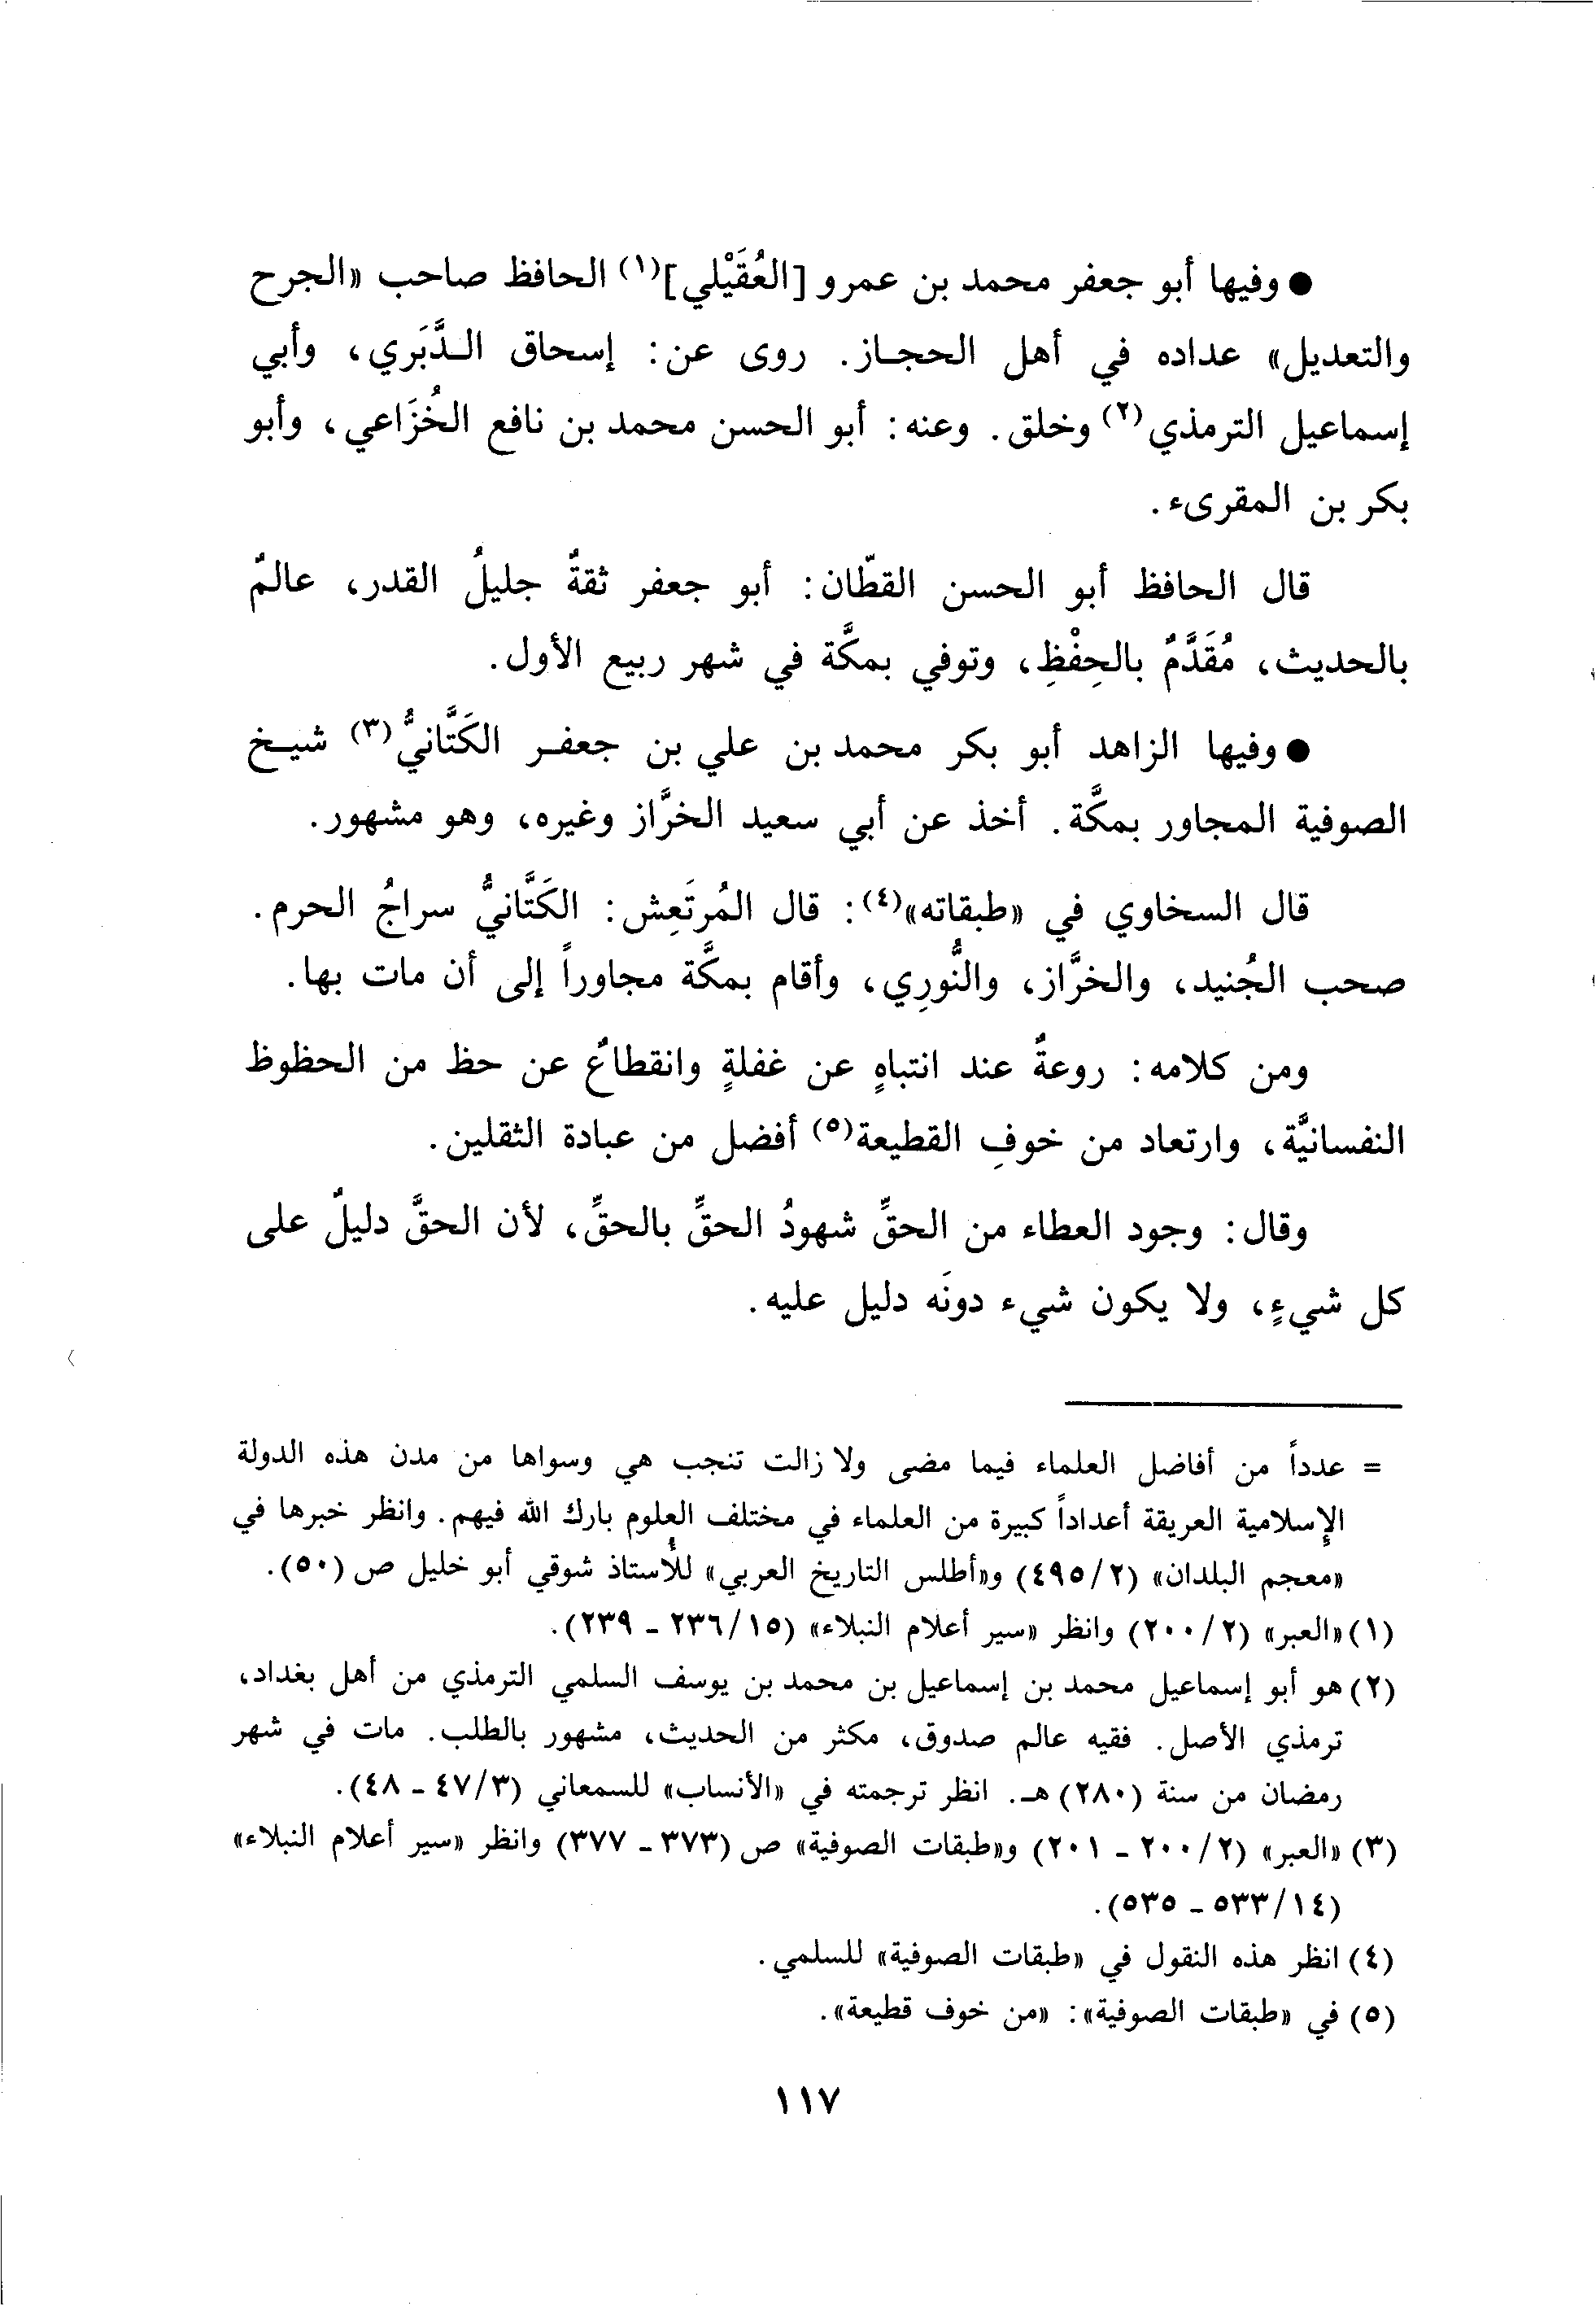 ● وفيها أبو جعفر محمد بن عمرو [العُقَيْلي](١) الحافظ صاحب «الجرح
والتعديل» عداده في أهل الحجـاز. روى عن: إسحاق الـدَّبَري، وأبي
إسماعيل الترمذي(٢) وخلق. وعنه: أبو الحسن محمد بن نافع الخُزَاعي، وأبو
بكر بن المقرىء.
قال الحافظ أبو الحسن القطّان: أبو جعفر ثقةٌ جليلُ القدر، عالمٌ
بالحديث، مُقَدَّمٌ بالحِفْظِ، وتوفي بمكَّة في شهر ربيع الأول.
● وفيها الزاهد أبو بكر محمد بن علي بن جعفـر الكَتَّانيُّ(٣) شيـخ
الصوفية المجاور بمكَّة. أخذ عن أبي سعيد الخرَّاز وغيره، وهو مشهور.
قال السخاوي في «طبقاته»(٤): قال المُرتَعِش: الكَتَّانيُّ سراجُ الحرم.
صحب الجُنيد، والخرَّاز، والنُّورِي، وأقام بمكَّة مجاوراً إلى أن مات بها.
ومن كلامه: روعةٌ عند انتباهٍ عن غفلةٍ وانقطاعٌ عن حظ من الحظوظ
النفسانيَّة، وارتعاد من خوفِ القطيعة(٥) أفضل من عبادة الثقلين.
وقال: وجود العطاء من الحقِّ شهودُ الحقِّ بالحقِّ، لأن الحقَّ دليلٌ على
كل شيءٍ، ولا يكون شيء دونَه دليل عليه.
= عدداً من أفاضل العلماء فيما مضى ولا زالت تنجب هي وسواها من مدن هذه الدولة
الإسلامية العريقة أعداداً كبيرة من العلماء في مختلف العلوم بارك الله فيهم. وانظر خبرها في
«معجم البلدان» (٤٩٥/٢) و«أطلس التاريخ العربي» للأستاذ شوقي أبو خليل ص (٥٠).
(١) «العبر» (٢٠٠/٢) وانظر «سير أعلام النبلاء» (٢٣٦/١٥ - ٢٣٩).
(٢) هو أبو إسماعيل محمد بن إسماعيل بن محمد بن يوسف السلمي الترمذي من أهل بغداد،
ترمذي الأصل. فقيه عالم صدوق، مكثر من الحديث، مشهور بالطلب. مات في شهر
رمضان من سنة (٢٨٠) هـ. انظر ترجمته في «الأنساب» للسمعاني (٤٧/٣ - ٤٨).
(٣) «العبر» (٢٠٠/٢ - ٢٠١) و«طبقات الصوفية» ص (٣٧٣ - ٣٧٧) وانظر «سير أعلام النبلاء»
(٥٣٣/١٤ - ٥٣٥).
(٤) انظر هذه النقول في «طبقات الصوفية» للسلمي.
(٥) في «طبقات الصوفية»: «من خوف قطيعة».
١١٧